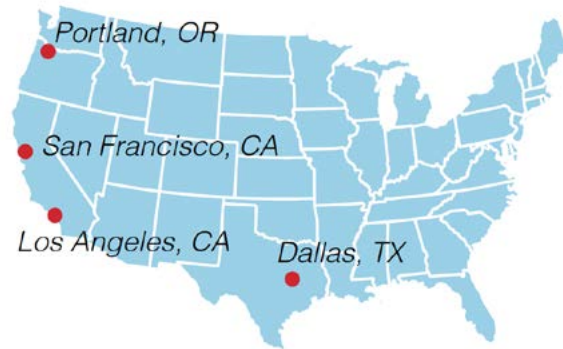 Portland, OR
San Francisco, CA
Los Angeles, CA
Dallas, TX